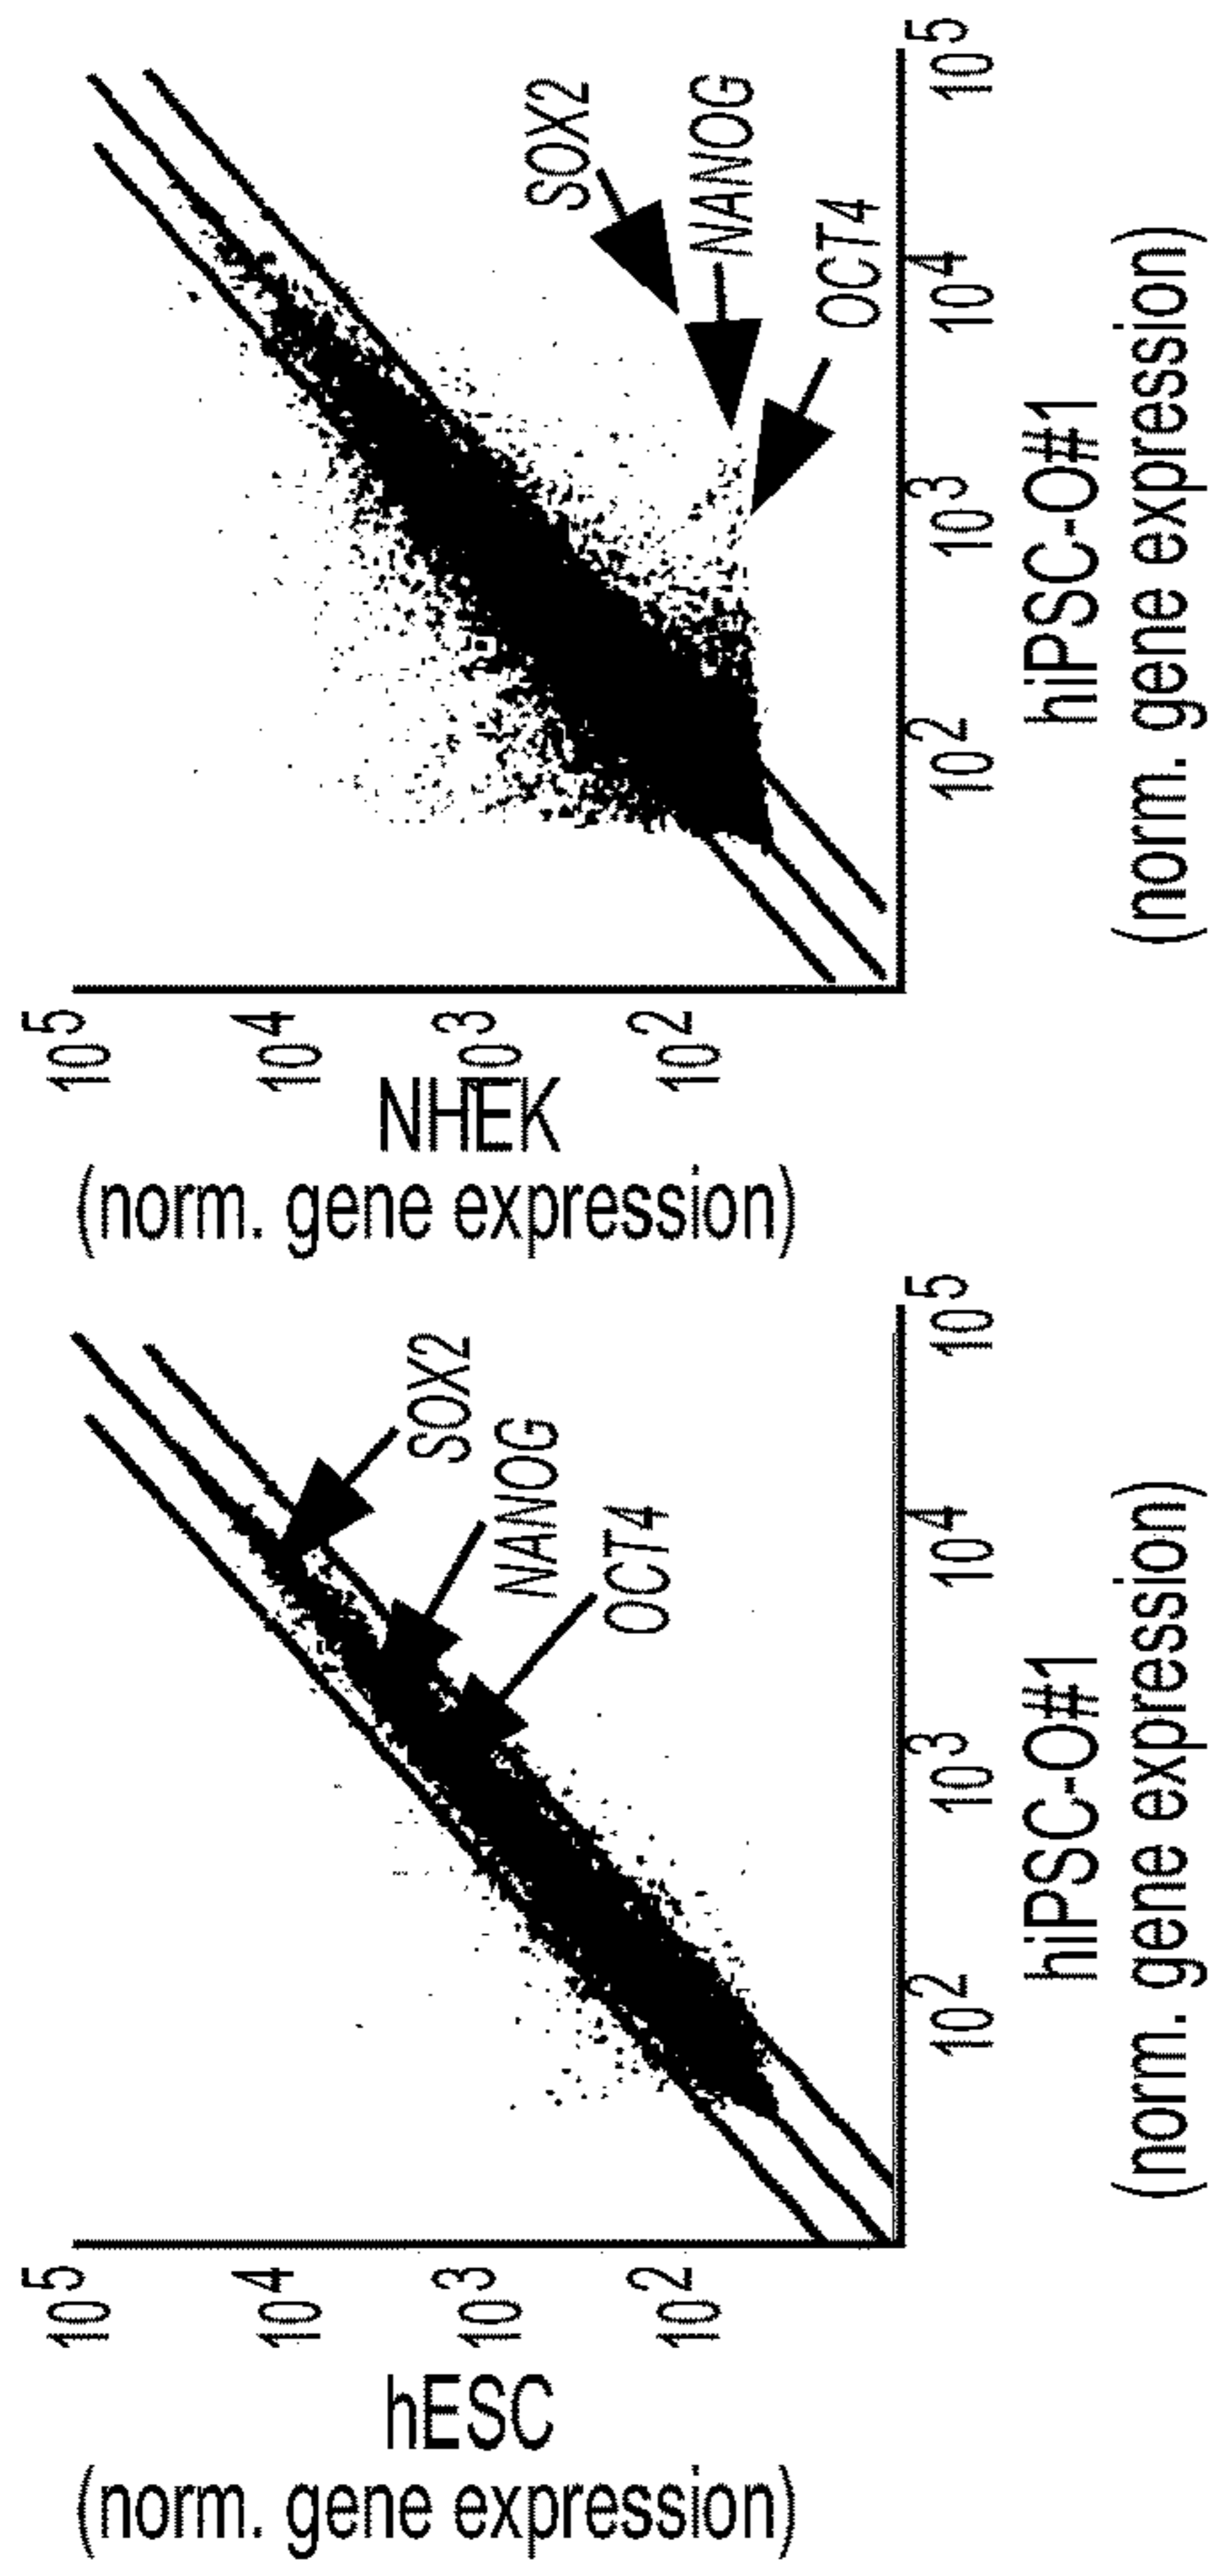 hESC
(norm. gene expression)
10^5
10^4
10^3
10^2
SOX2
NANOG
OCT4
10^2
10^3
10^4
10^5
hiPSC-O#1
(norm. gene expression)
NHEK
(norm. gene expression)
10^5
10^4
10^3
10^2
SOX2
NANOG
OCT4
10^2
10^3
10^4
10^5
hiPSC-O#1
(norm. gene expression)